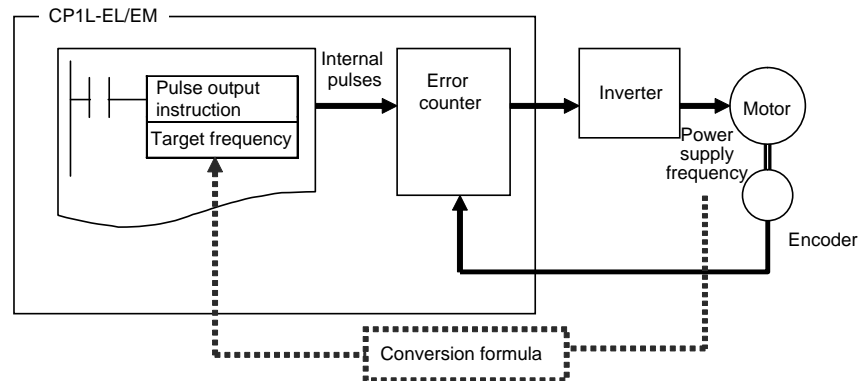 CP1L-EL/EM
Pulse output
instruction
Target frequency
Internal
pulses
Error
counter
Inverter
Motor
Power
supply
frequency
Encoder
Conversion formula